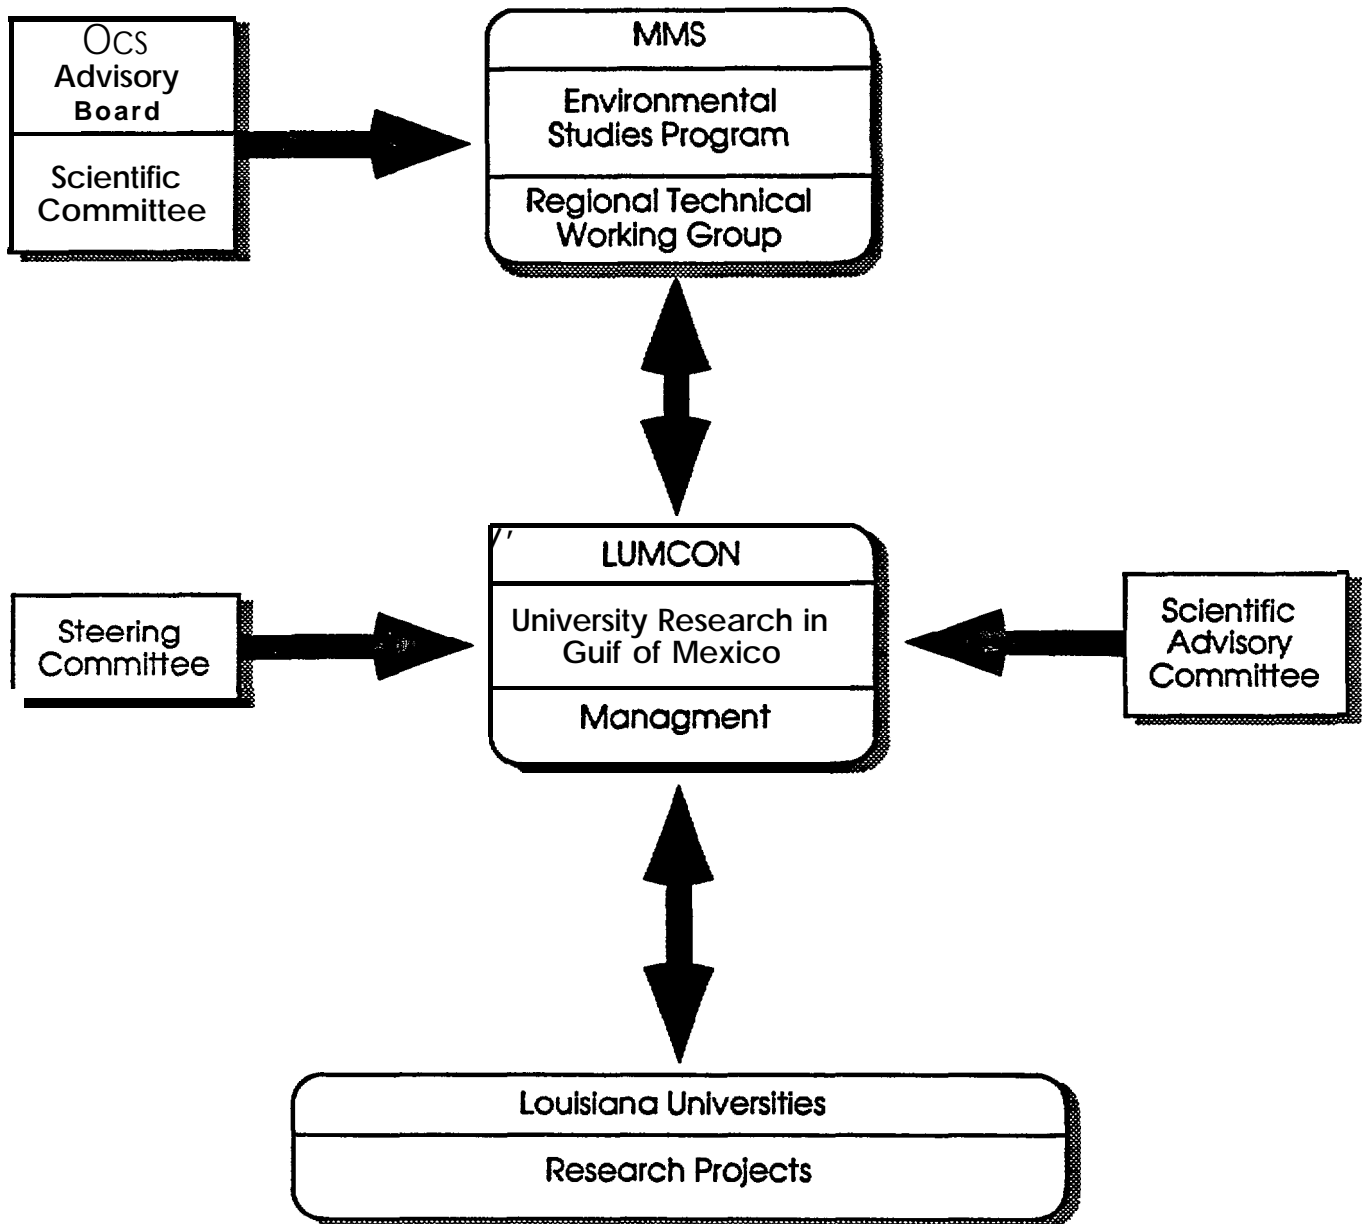 Ocs
Advisory
Board
Scientific
Committee
MMS
Environmental
Studies Program
Regional Technical
Working Group
LUMCON
University Research in
Guif of Mexico
Managment
Steering
Committee
Scientific
Advisory
Committee
Louisiana Universities
Research Projects